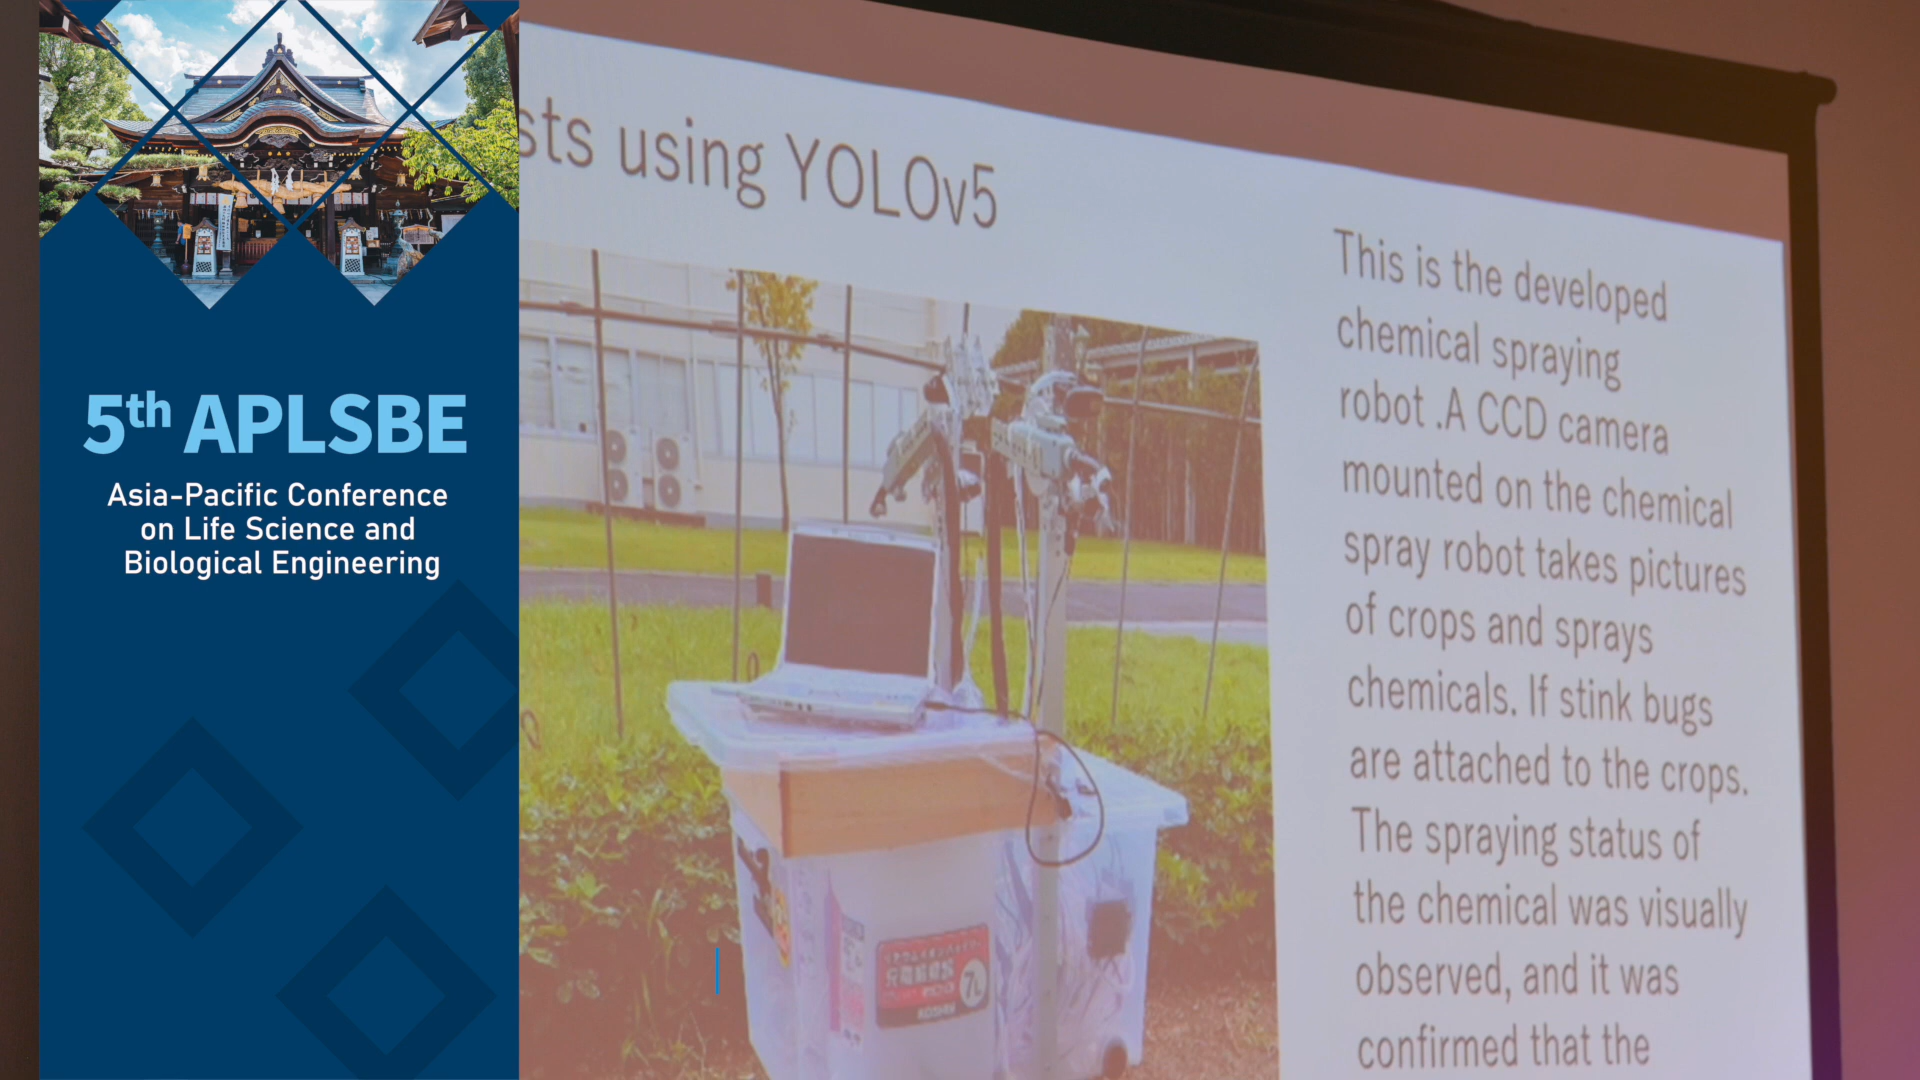 5th APLSBE
Asia-Pacific Conference
on Life Science and
Biological Engineering
sts using YOLOv5
This is the developed
chemical spraying
robot .A CCD camera
mounted on the chemical
spray robot takes pictures
of crops and sprays
chemicals. If stink bugs
are attached to the crops.
The spraying status of
the chemical was visually
observed, and it was
confirmed that the
7L